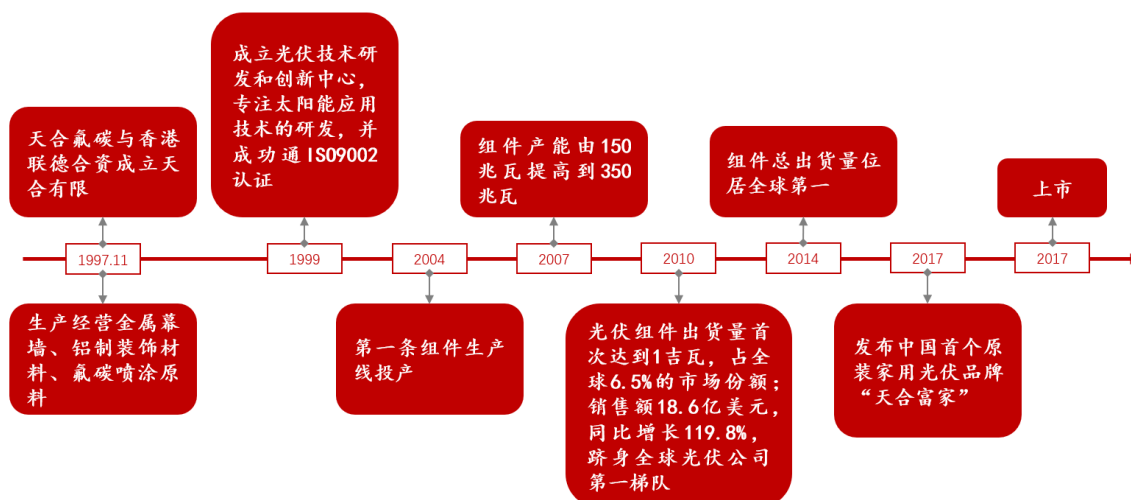 天合氟碳与香港
联德合资成立天
合有限
成立光伏技术研
发和创新中心,
专注太阳能应用
技术的研发,并
成功通ISO9002
认证
组件产能由150
兆瓦提高到350
兆瓦
组件总出货量位
居全球第一
上市
1997.11
1999
2004
2007
2010
2014
2017
2017
生产经营金属幕
墙、铝制装饰材
料、氟碳喷涂原
料
第一条组件生产
线投产
光伏组件出货量首
次达到1吉瓦,占全
球6.5%的市场份额;
销售额18.6亿美元,
同比增长119.8%,
跻身全球光伏公司
第一梯队
发布中国首个原
装家用光伏品牌
“天合富家”